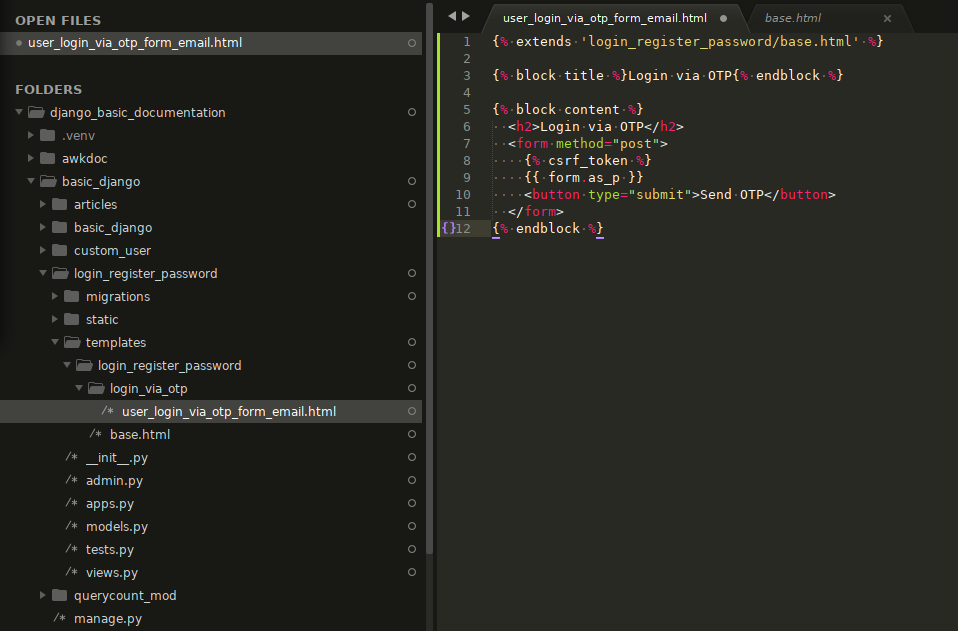 OPEN FILES
user_login_via_otp_form_email.html
FOLDERS
django_basic_documentation
.venv
awkdoc
basic_django
articles
basic_django
custom_user
login_register_password
migrations
static
templates
login_register_password
login_via_otp
/* user_login_via_otp_form_email.html
/* base.html
/* __init__.py
/* admin.py
/* apps.py
/* models.py
/* tests.py
/* views.py
querycount_mod
/* manage.py
user_login_via_otp_form_email.html base.html ×
1 {% extends 'login_register_password/base.html' %}
2
3 {% block title %}Login via OTP{% endblock %}
4
5 {% block content %}
6 <h2>Login via OTP</h2>
7 <form method="post">
8 {% csrf_token %}
9 {{ form.as_p }}
10 <button type="submit">Send OTP</button>
11 </form>
{}12 {% endblock %}